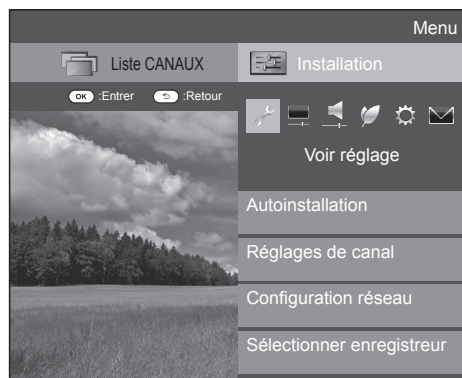 Menu
Liste CANAUX
Installation
OK :Entrer :Retour
Voir réglage
Autoinstallation
Réglages de canal
Configuration réseau
Sélectionner enregistreur